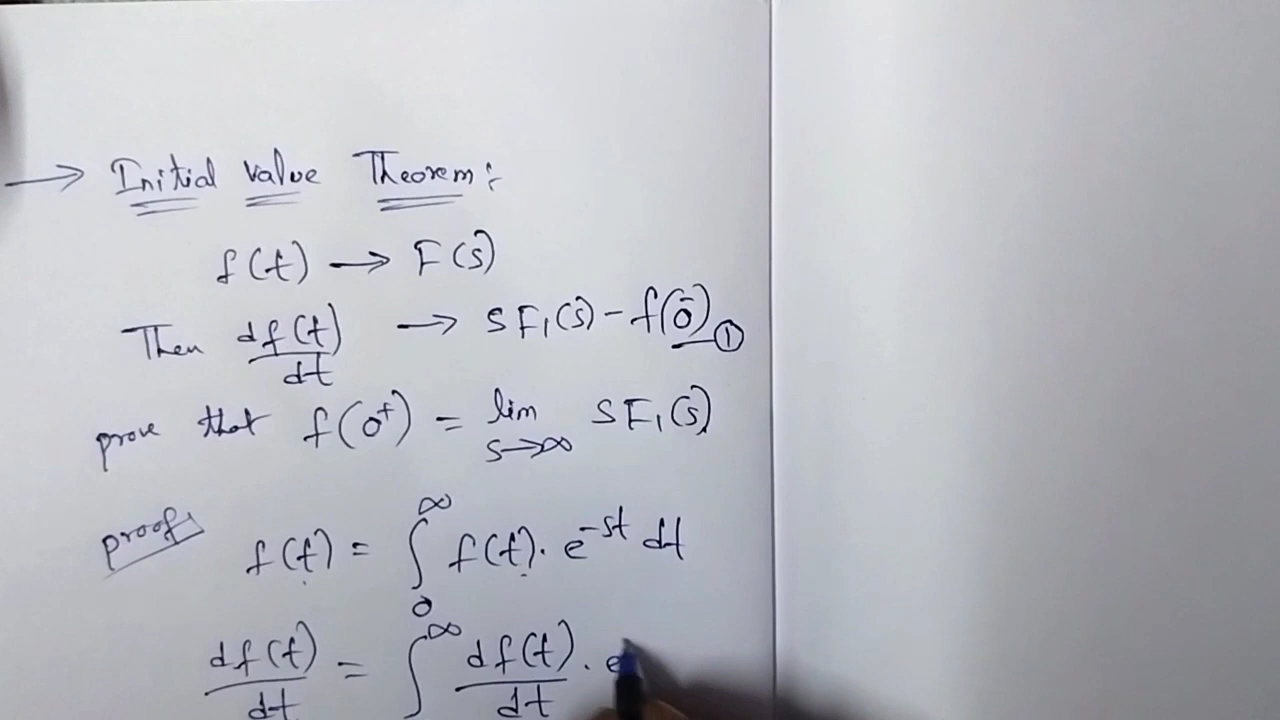 → Initial value Theorem:
f(t) → F(s)
Then df(t)/dt → SF₁(s) - f(0⁻) ①
prove that f(0⁺) = lim s→∞ SF₁(s)
proof f(t) = ∫₀^∞ f(t). e^-st dt
df(t)/dt = ∫^∞ df(t)/dt . e